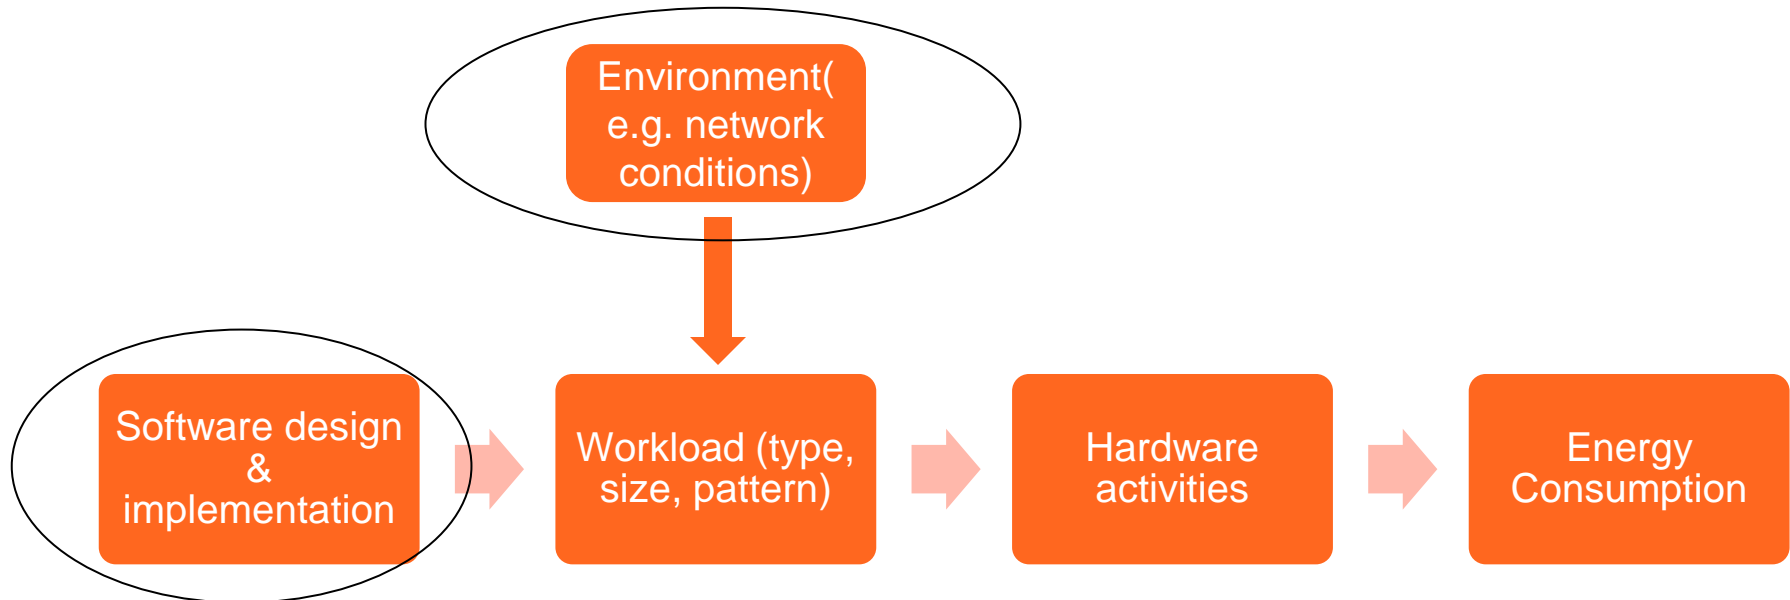 Environment(
e.g. network
conditions)
Software design
&
implementation
Workload (type,
size, pattern)
Hardware
activities
Energy
Consumption